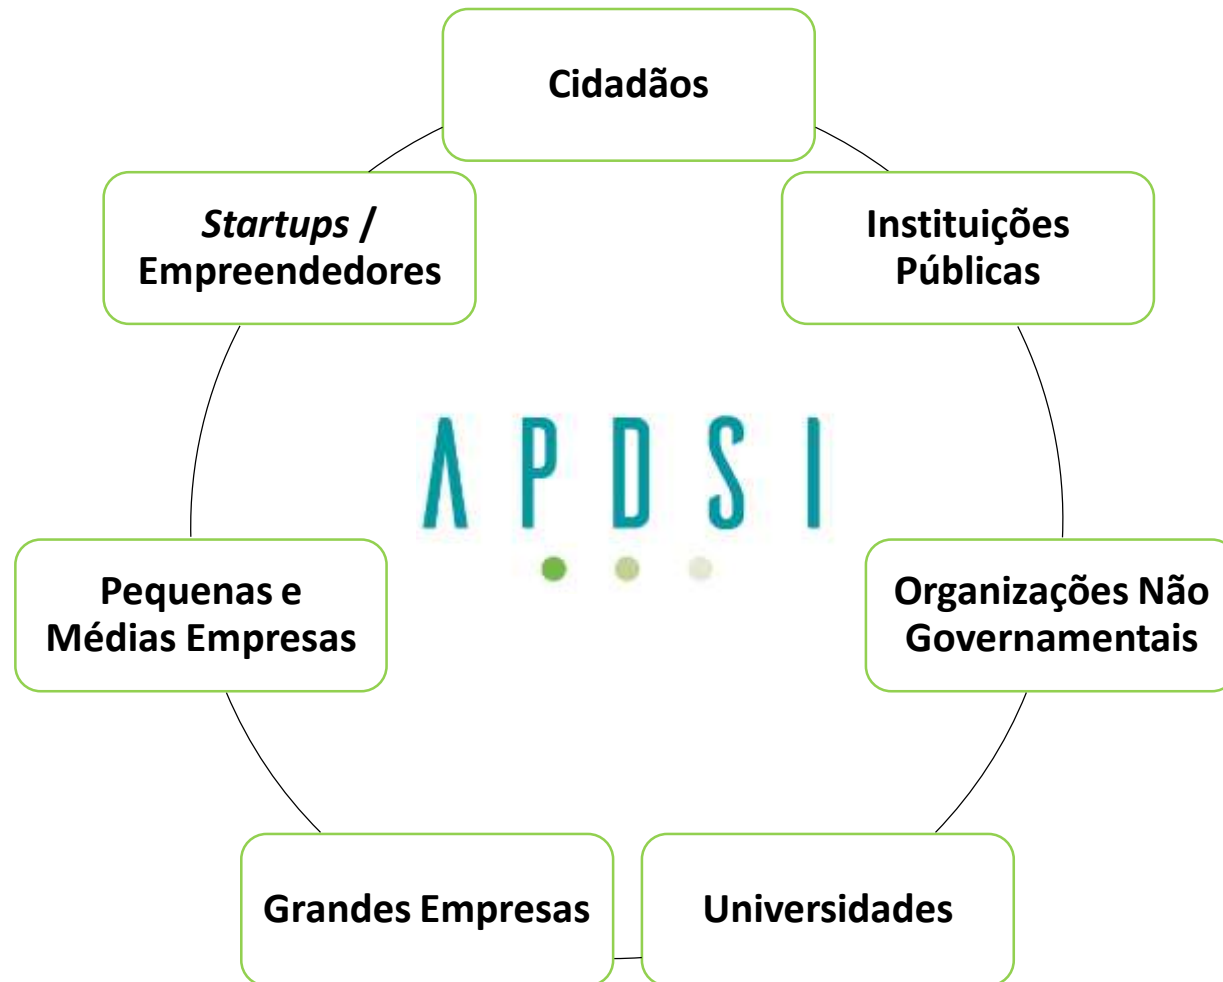 Cidadãos
Instituições
Públicas
Organizações Não
Governamentais
Universidades
Grandes Empresas
Pequenas e
Médias Empresas
Startups /
Empreendedores
APDSI